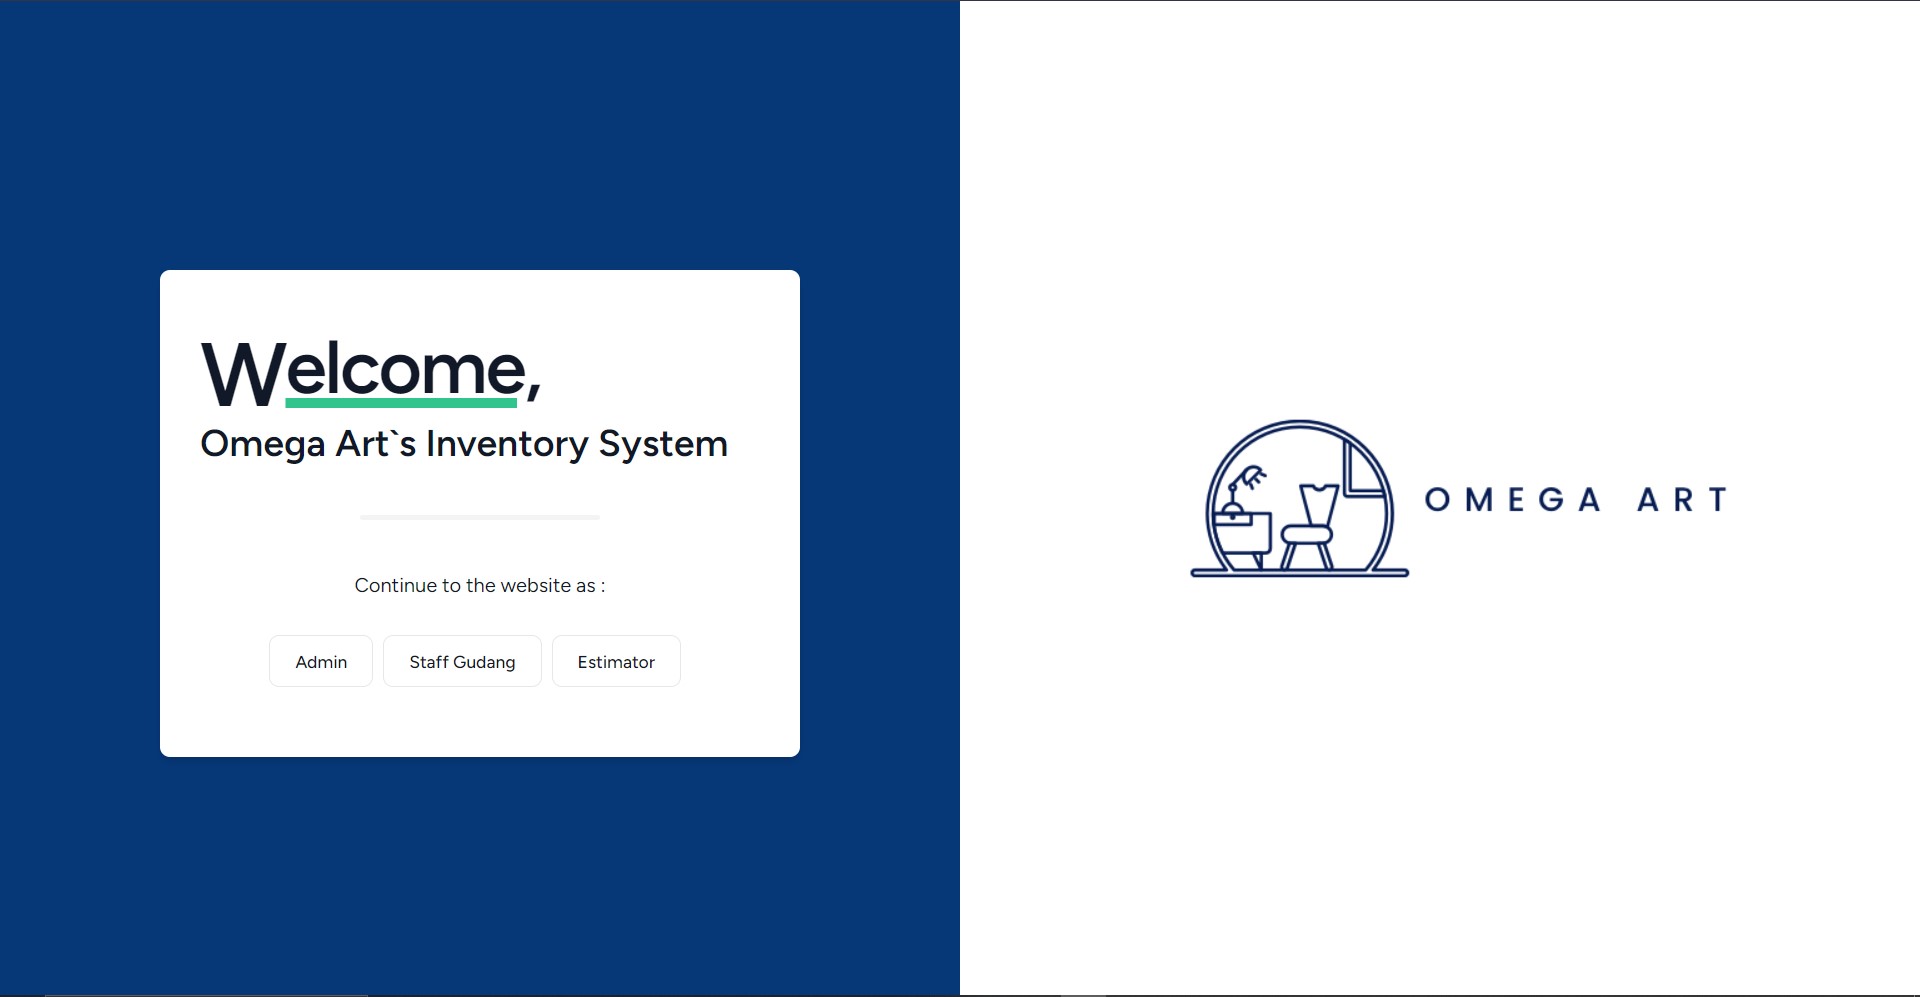 Welcome,
Omega Art`s Inventory System
Continue to the website as :
Admin
Staff Gudang
Estimator
OMEGA ART